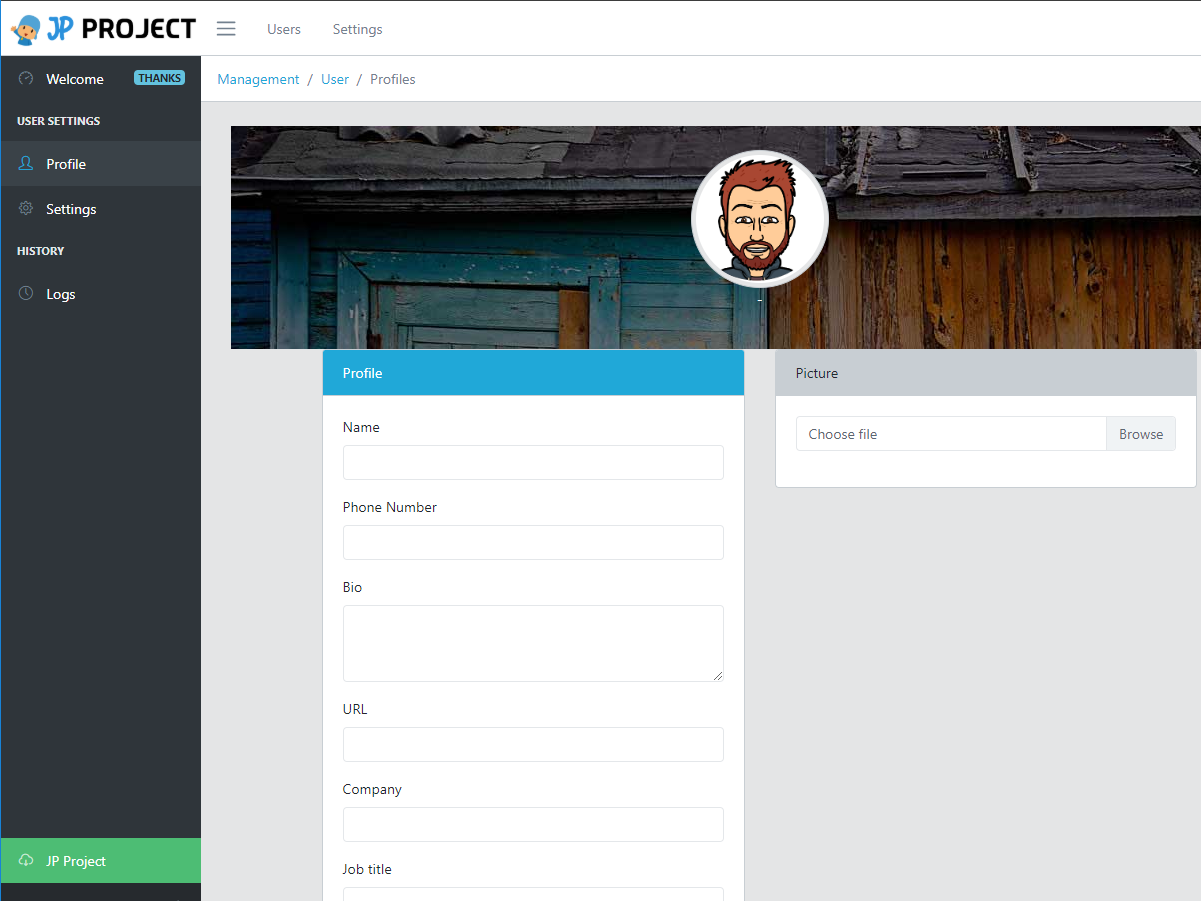 JP PROJECT
Users
Settings
Welcome
THANKS
Management / User / Profiles
USER SETTINGS
Profile
Settings
HISTORY
Logs
JP Project
-
Profile
Name
Phone Number
Bio
URL
Company
Job title
Picture
Choose file
Browse